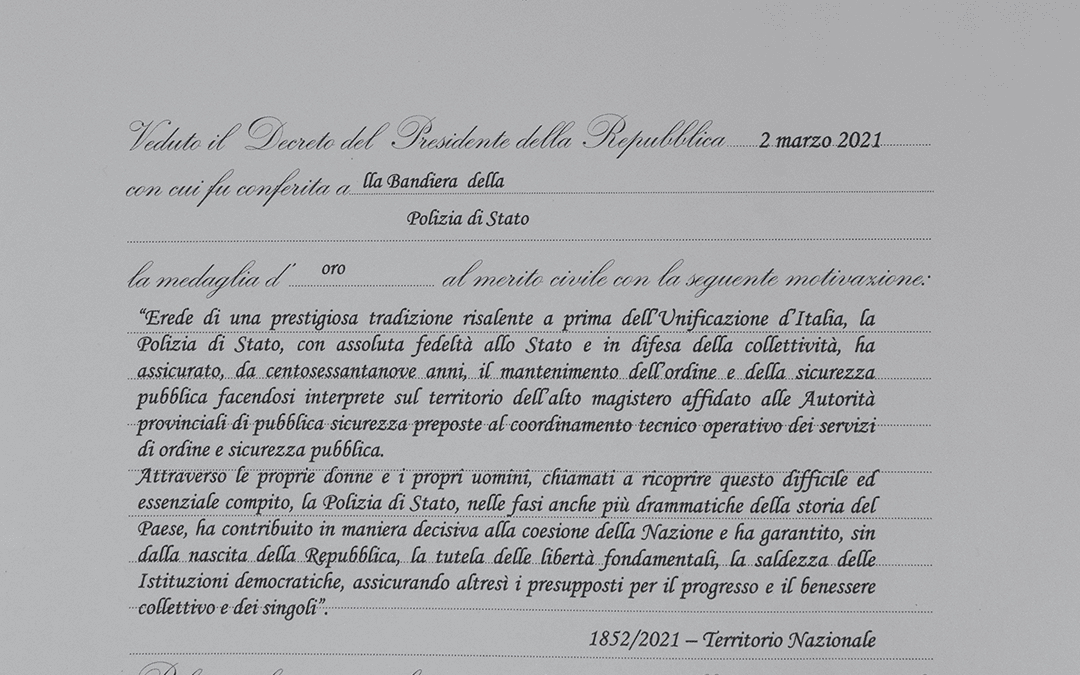 Veduto il Decreto del Presidente della Repubblica 2 marzo 2021
con cui fu conferita a lla Bandiera della
Polizia di Stato
la medaglia d' oro al merito civile con la seguente motivazione:
“Erede di una prestigiosa tradizione risalente a prima dell'Unificazione d'Italia, la
Polizia di Stato, con assoluta fedeltà allo Stato e in difesa della collettività, ha
assicurato, da centosessantanove anni, il mantenimento dell'ordine e della sicurezza
pubblica facendosi interprete sul territorio dell'alto magistero affidato alle Autorità
provinciali di pubblica sicurezza preposte al coordinamento tecnico operativo dei servizi
di ordine e sicurezza pubblica.
Attraverso le proprie donne e i propri uomini, chiamati a ricoprire questo difficile ed
essenziale compito, la Polizia di Stato, nelle fasi anche più drammatiche della storia del
Paese, ha contribuito in maniera decisiva alla coesione della Nazione e ha garantito, sin
dalla nascita della Repubblica, la tutela delle libertà fondamentali, la saldezza delle
Istituzioni democratiche, assicurando altresì i presupposti per il progresso e il benessere
collettivo e dei singoli”.
1852/2021 – Territorio Nazionale